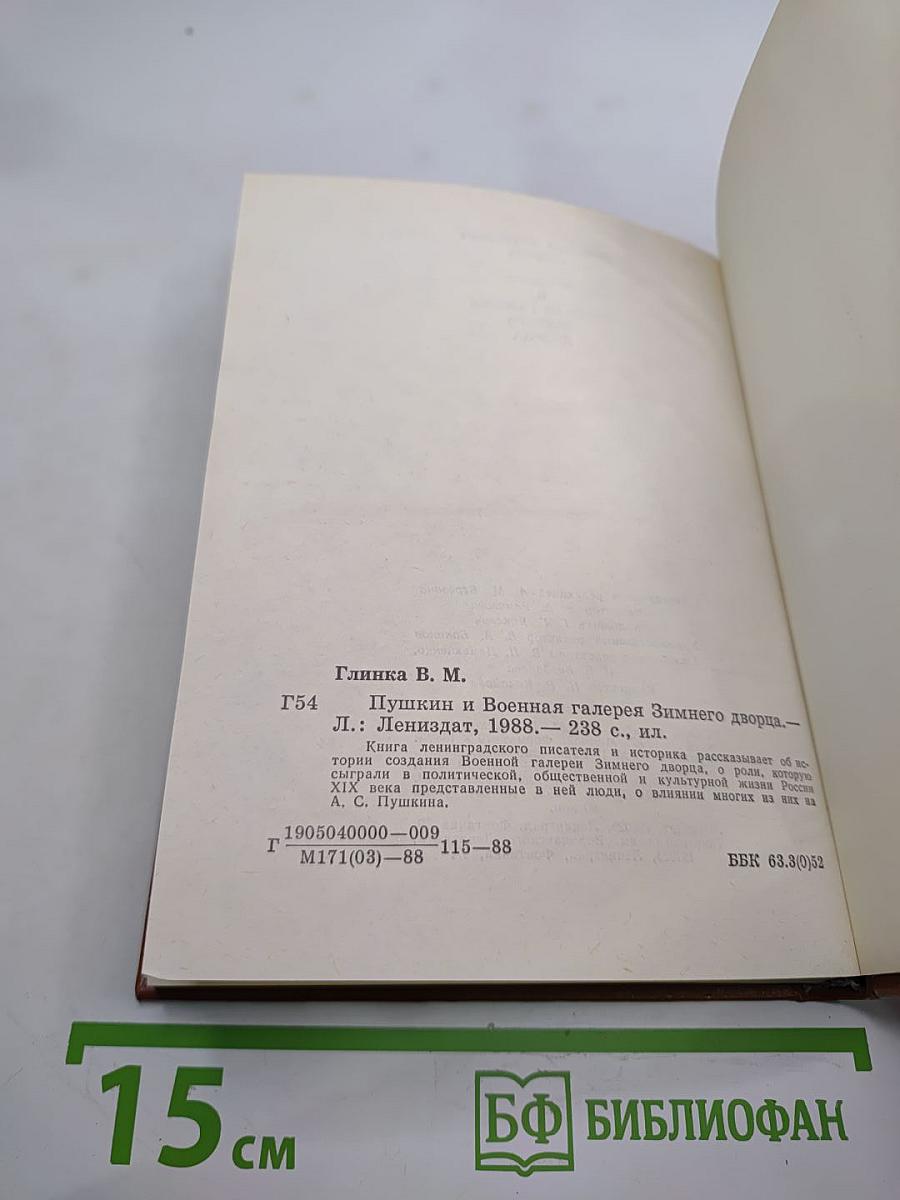 Глинка В. М.
Г54 Пушкин и Военная галерея Зимнего дворца.—
Л.: Лениздат, 1988.— 238 с., ил.
Книга ленинградского писателя и историка рассказывает об ис-
тории создания Военной галереи Зимнего дворца, о роли, которую
сыграли в политической, общественной и культурной жизни России
XIX века представленные в ней люди, о влиянии многих из них на
А. С. Пушкина.
1905040000—009
Г 115—88
М171(03)—88
ББК 63.3(0)52
15 см
БФ БИБЛИОФАН